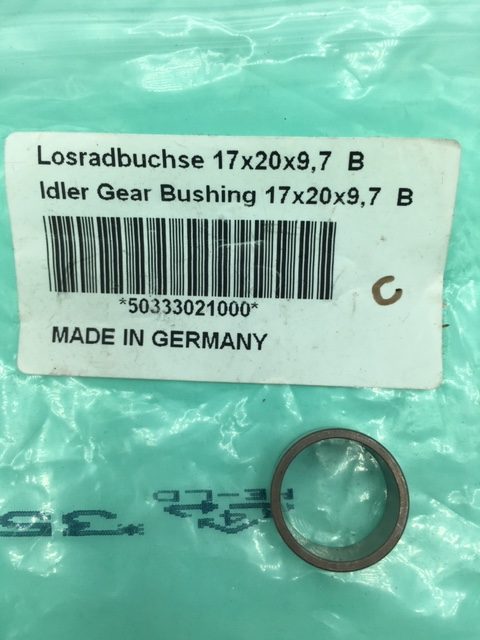 Losradbuchse 17x20x9,7 B
Idler Gear Bushing 17x20x9,7 B
*50333021000*
MADE IN GERMANY
C